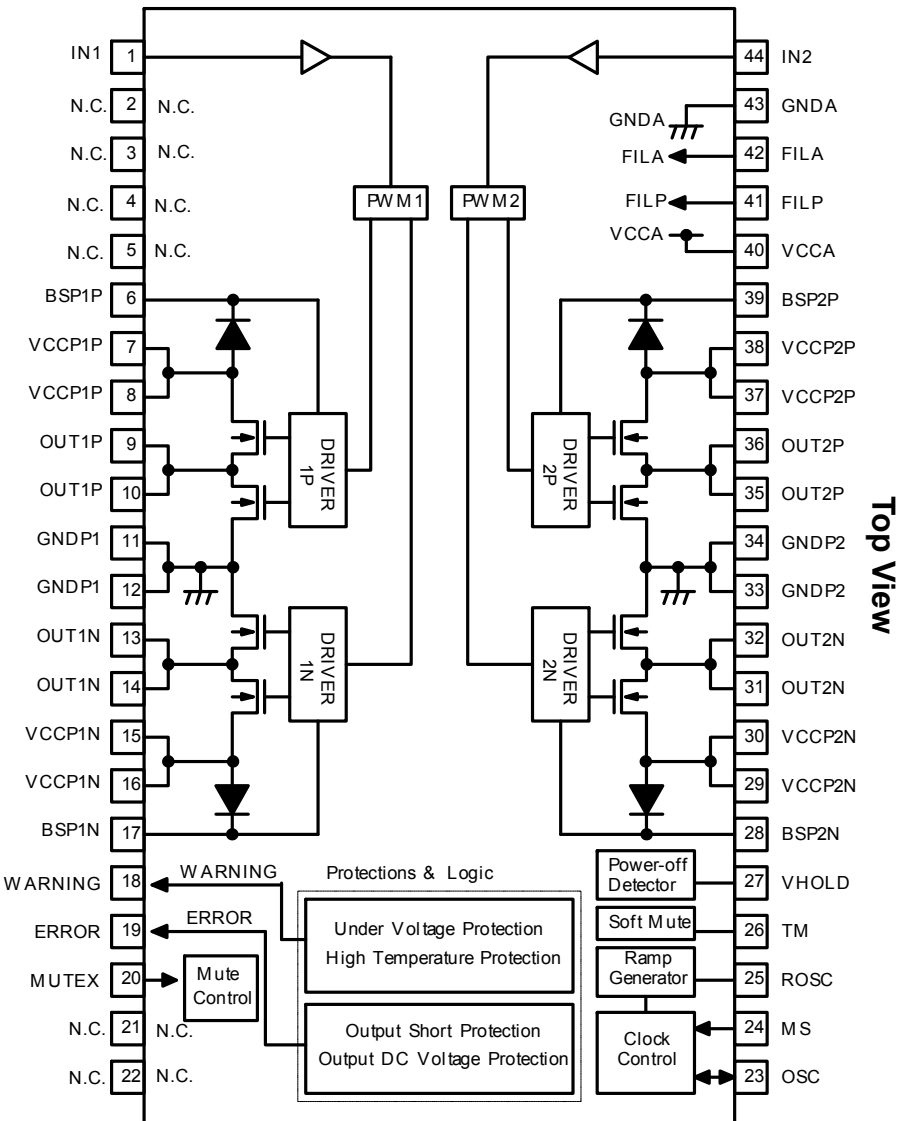 IN1 1 44 IN2
N.C. 2 N.C. GNDA 43 GNDA
N.C. 3 N.C. FILA 42 FILA
N.C. 4 N.C. PWM1 PWM2 FILP 41 FILP
N.C. 5 N.C. VCCA 40 VCCA
BSP1P 6 39 BSP2P
VCCP1P 7 38 VCCP2P
VCCP1P 8 37 VCCP2P
OUT1P 9 36 OUT2P
DRIVER 1P
DRIVER 2P
OUT1P 10 35 OUT2P
GNDP1 11 34 GNDP2
GNDP1 12 33 GNDP2
Top View
OUT1N 13 32 OUT2N
DRIVER 1N
DRIVER 2N
OUT1N 14 31 OUT2N
VCCP1N 15 30 VCCP2N
VCCP1N 16 29 VCCP2N
BSP1N 17 28 BSP2N
WARNING 18 WARNING
Protections & Logic
Power-off
Detector
27 VHOLD
ERROR 19 ERROR
Under Voltage Protection
High Temperature Protection
Soft Mute 26 TM
MUTEX 20
Mute
Control
Ramp
Generator
25 ROSC
N.C. 21 N.C.
Output Short Protection
Output DC Voltage Protection
Clock
Control
24 MS
N.C. 22 N.C. 23 OSC